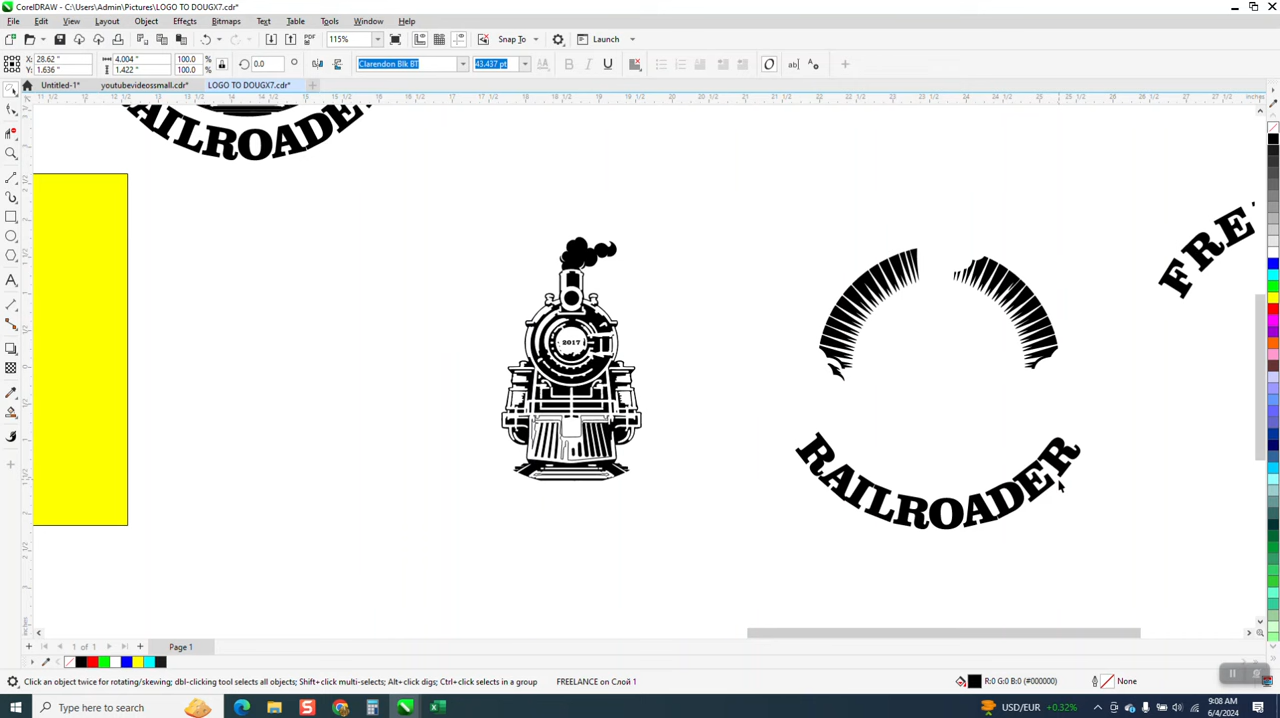 CorelDRAW - C:\Users\Admin\Pictures\LOGO TO DOUGX7.cdr*
File Edit View Layout Object Effects Bitmaps Text Table Tools Window Help
115% Snap To Launch
X: 28.62 " 4.004 " 100.0 % 0.0 Clarendon Blk BT 43.437 pt
Y: 1.636 " 1.422 " 100.0 %
Untitled-1* youtubevideossmall.cdr* LOGO TO DOUGX7.cdr*
inches
RAILROADER
FRE
2017
RAILROADER
1 of 1 Page 1
Click an object twice for rotating/skewing; dbl-clicking tool selects all objects; Shift+click multi-selects; Alt+click digs; Ctrl+click selects in a group FREELANCE on Слой 1 R:0 G:0 B:0 (#000000) None
Type here to search USD/EUR +0.32% 9:08 AM
6/4/2024